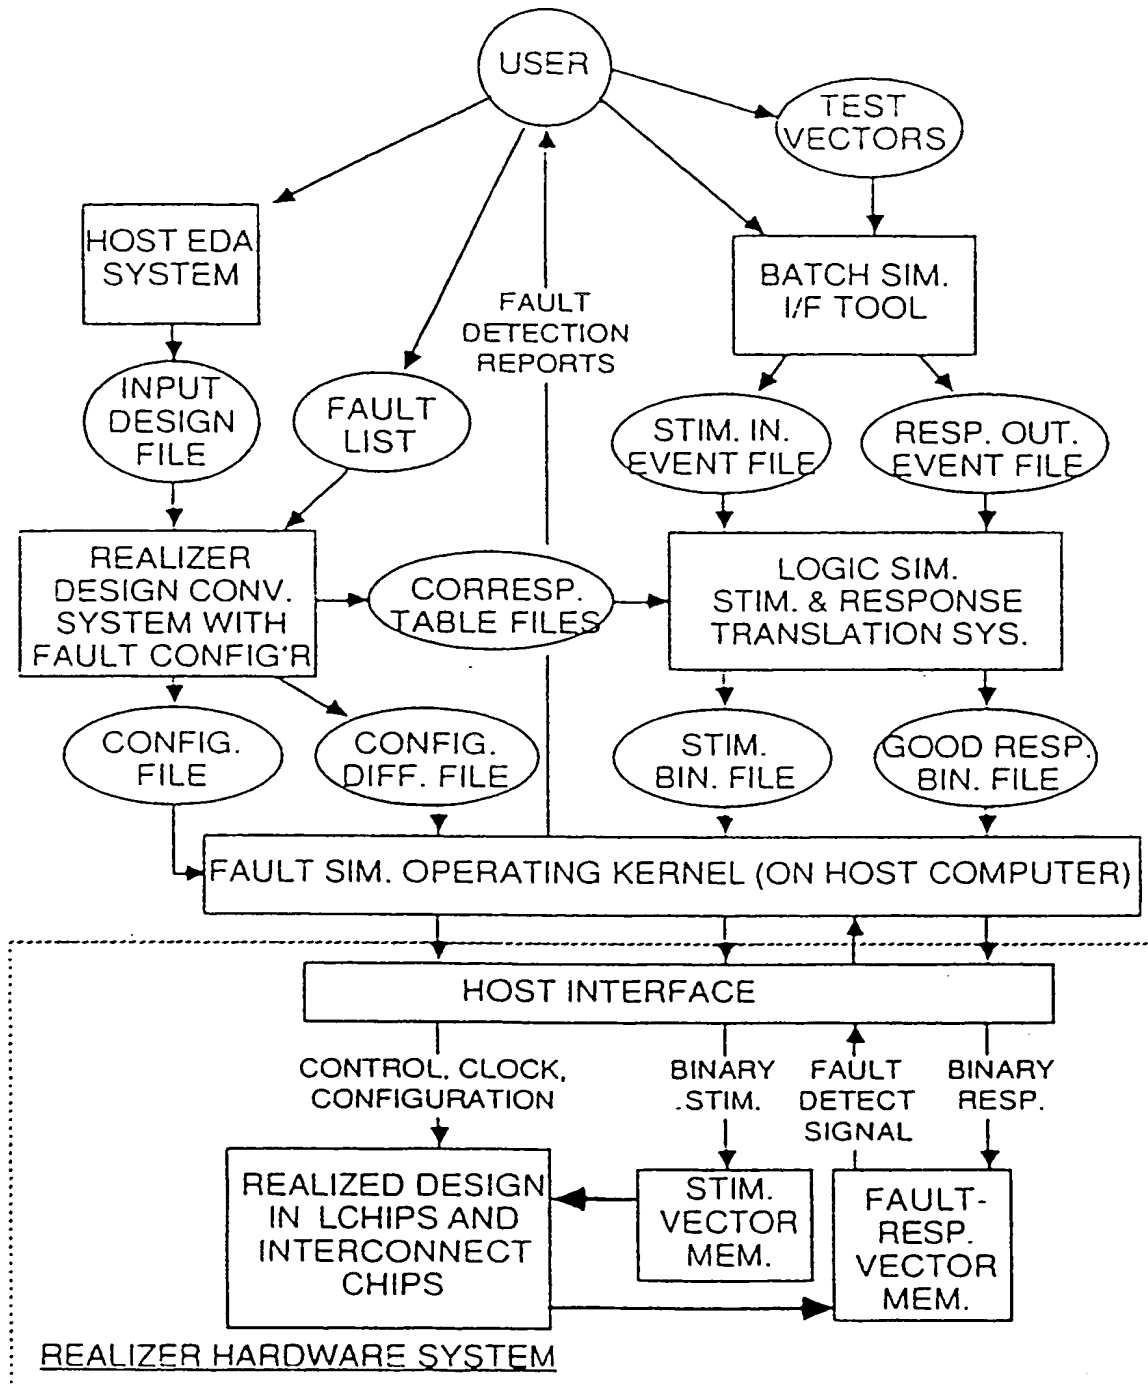 USER
TEST
VECTORS
HOST EDA
SYSTEM
BATCH SIM.
I/F TOOL
FAULT
DETECTION
REPORTS
INPUT
DESIGN
FILE
FAULT
LIST
STIM. IN.
EVENT FILE
RESP. OUT.
EVENT FILE
REALIZER
DESIGN CONV.
SYSTEM WITH
FAULT CONFIG'R
CORRESP.
TABLE FILES
LOGIC SIM.
STIM. & RESPONSE
TRANSLATION SYS.
CONFIG.
FILE
CONFIG.
DIFF. FILE
STIM.
BIN. FILE
GOOD RESP.
BIN. FILE
FAULT SIM. OPERATING KERNEL (ON HOST COMPUTER)
HOST INTERFACE
CONTROL, CLOCK,
CONFIGURATION
BINARY
.STIM.
FAULT
DETECT
SIGNAL
BINARY
RESP.
REALIZED DESIGN
IN LCHIPS AND
INTERCONNECT
CHIPS
STIM.
VECTOR
MEM.
FAULT-
RESP.
VECTOR
MEM.
REALIZER HARDWARE SYSTEM